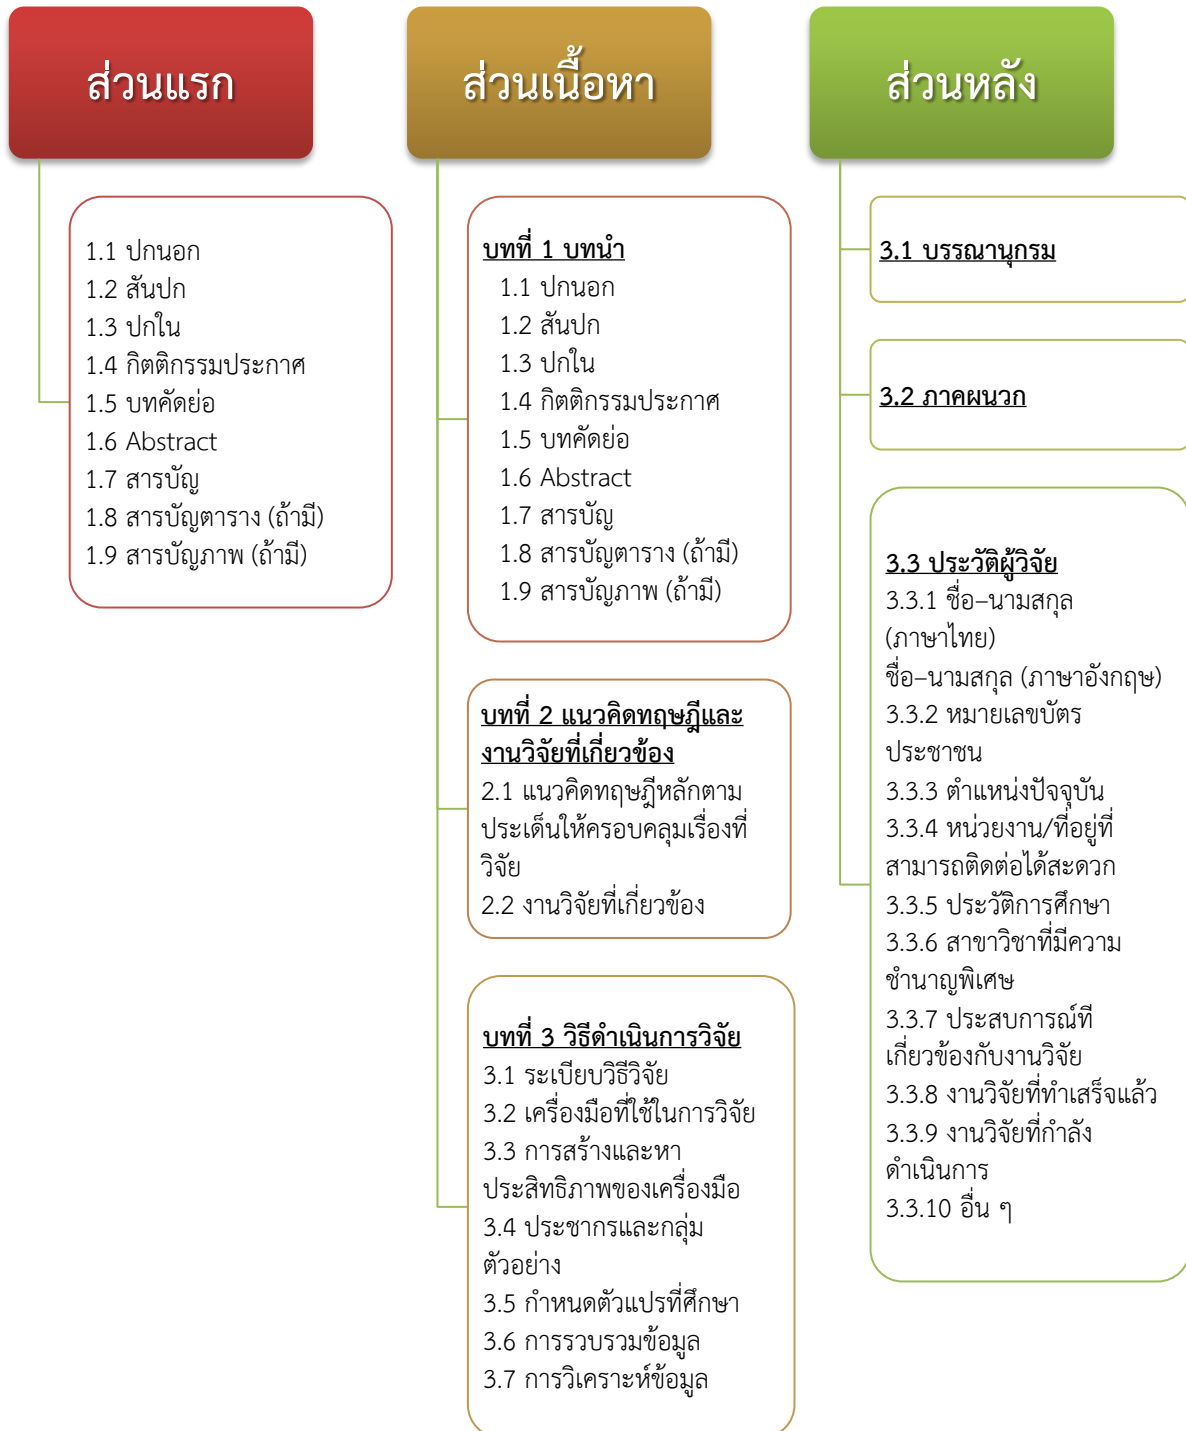 ส่วนแรก
1.1 ปกนอก
1.2 สันปก
1.3 ปกใน
1.4 กิตติกรรมประกาศ
1.5 บทคัดย่อ
1.6 Abstract
1.7 สารบัญ
1.8 สารบัญตาราง (ถ้ามี)
1.9 สารบัญภาพ (ถ้ามี)
ส่วนเนื้อหา
บทที่ 1 บทนำ
1.1 ปกนอก
1.2 สันปก
1.3 ปกใน
1.4 กิตติกรรมประกาศ
1.5 บทคัดย่อ
1.6 Abstract
1.7 สารบัญ
1.8 สารบัญตาราง (ถ้ามี)
1.9 สารบัญภาพ (ถ้ามี)
บทที่ 2 แนวคิดทฤษฎีและ
งานวิจัยที่เกี่ยวข้อง
2.1 แนวคิดทฤษฎีหลักตาม
ประเด็นให้ครอบคลุมเรื่องที่
วิจัย
2.2 งานวิจัยที่เกี่ยวข้อง
บทที่ 3 วิธีดำเนินการวิจัย
3.1 ระเบียบวิธีวิจัย
3.2 เครื่องมือที่ใช้ในการวิจัย
3.3 การสร้างและหา
ประสิทธิภาพของเครื่องมือ
3.4 ประชากรและกลุ่ม
ตัวอย่าง
3.5 กำหนดตัวแปรที่ศึกษา
3.6 การรวบรวมข้อมูล
3.7 การวิเคราะห์ข้อมูล
ส่วนหลัง
3.1 บรรณานุกรม
3.2 ภาคผนวก
3.3 ประวัติผู้วิจัย
3.3.1 ชื่อ–นามสกุล
(ภาษาไทย)
ชื่อ–นามสกุล (ภาษาอังกฤษ)
3.3.2 หมายเลขบัตร
ประชาชน
3.3.3 ตำแหน่งปัจจุบัน
3.3.4 หน่วยงาน/ที่อยู่ที่
สามารถติดต่อได้สะดวก
3.3.5 ประวัติการศึกษา
3.3.6 สาขาวิชาที่มีความ
ชำนาญพิเศษ
3.3.7 ประสบการณ์ที
เกี่ยวข้องกับงานวิจัย
3.3.8 งานวิจัยที่ทำเสร็จแล้ว
3.3.9 งานวิจัยที่กำลัง
ดำเนินการ
3.3.10 อื่น ๆ